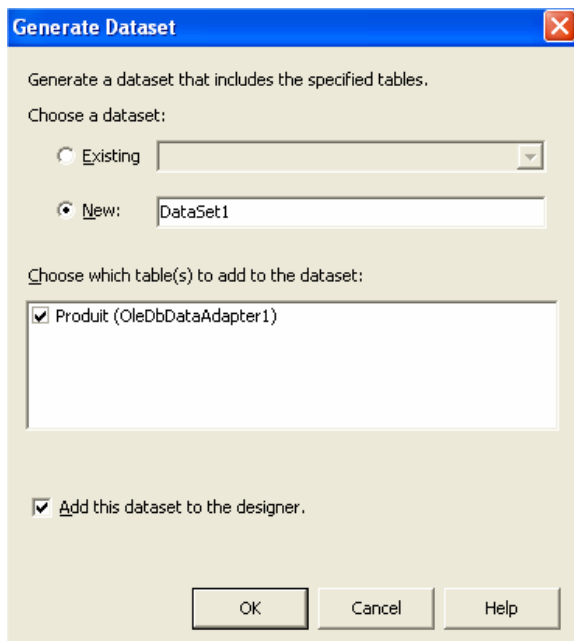 Generate Dataset
Generate a dataset that includes the specified tables.
Choose a dataset:
Existing
New: DataSet1
Choose which table(s) to add to the dataset:
Produit (OleDbDataAdapter1)
Add this dataset to the designer.
OK Cancel Help